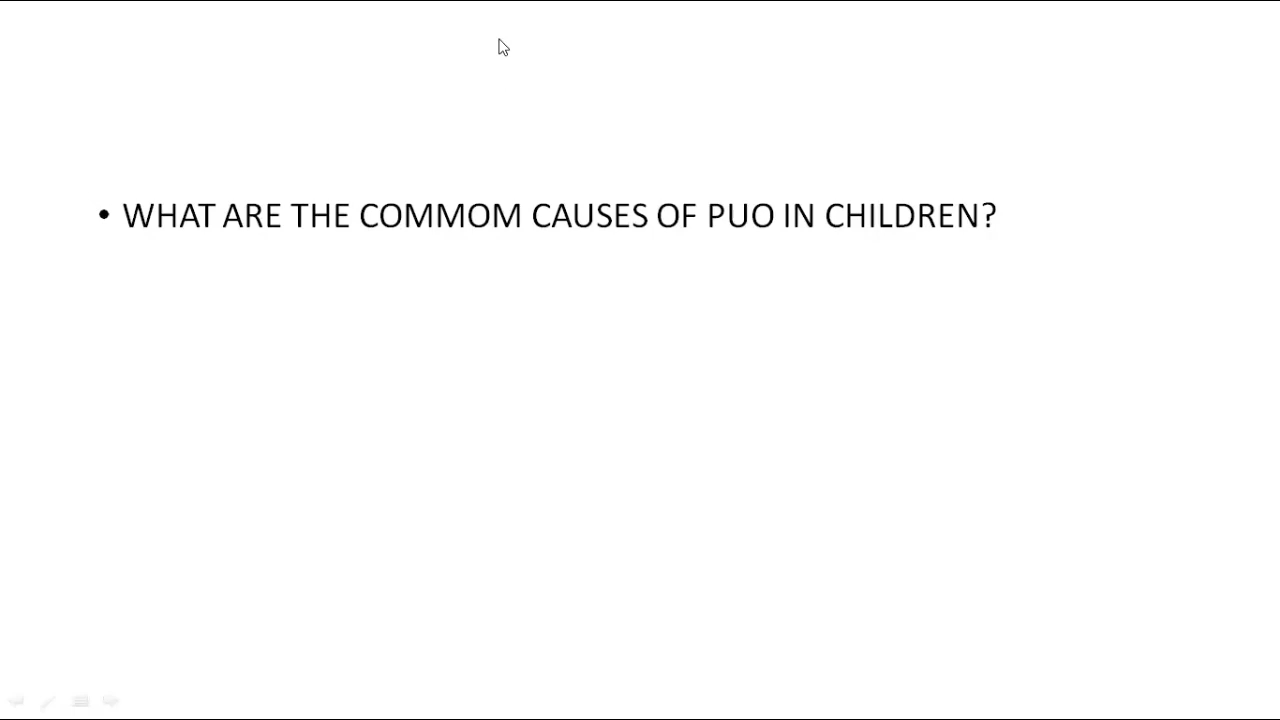 • WHAT ARE THE COMMOM CAUSES OF PUO IN CHILDREN?